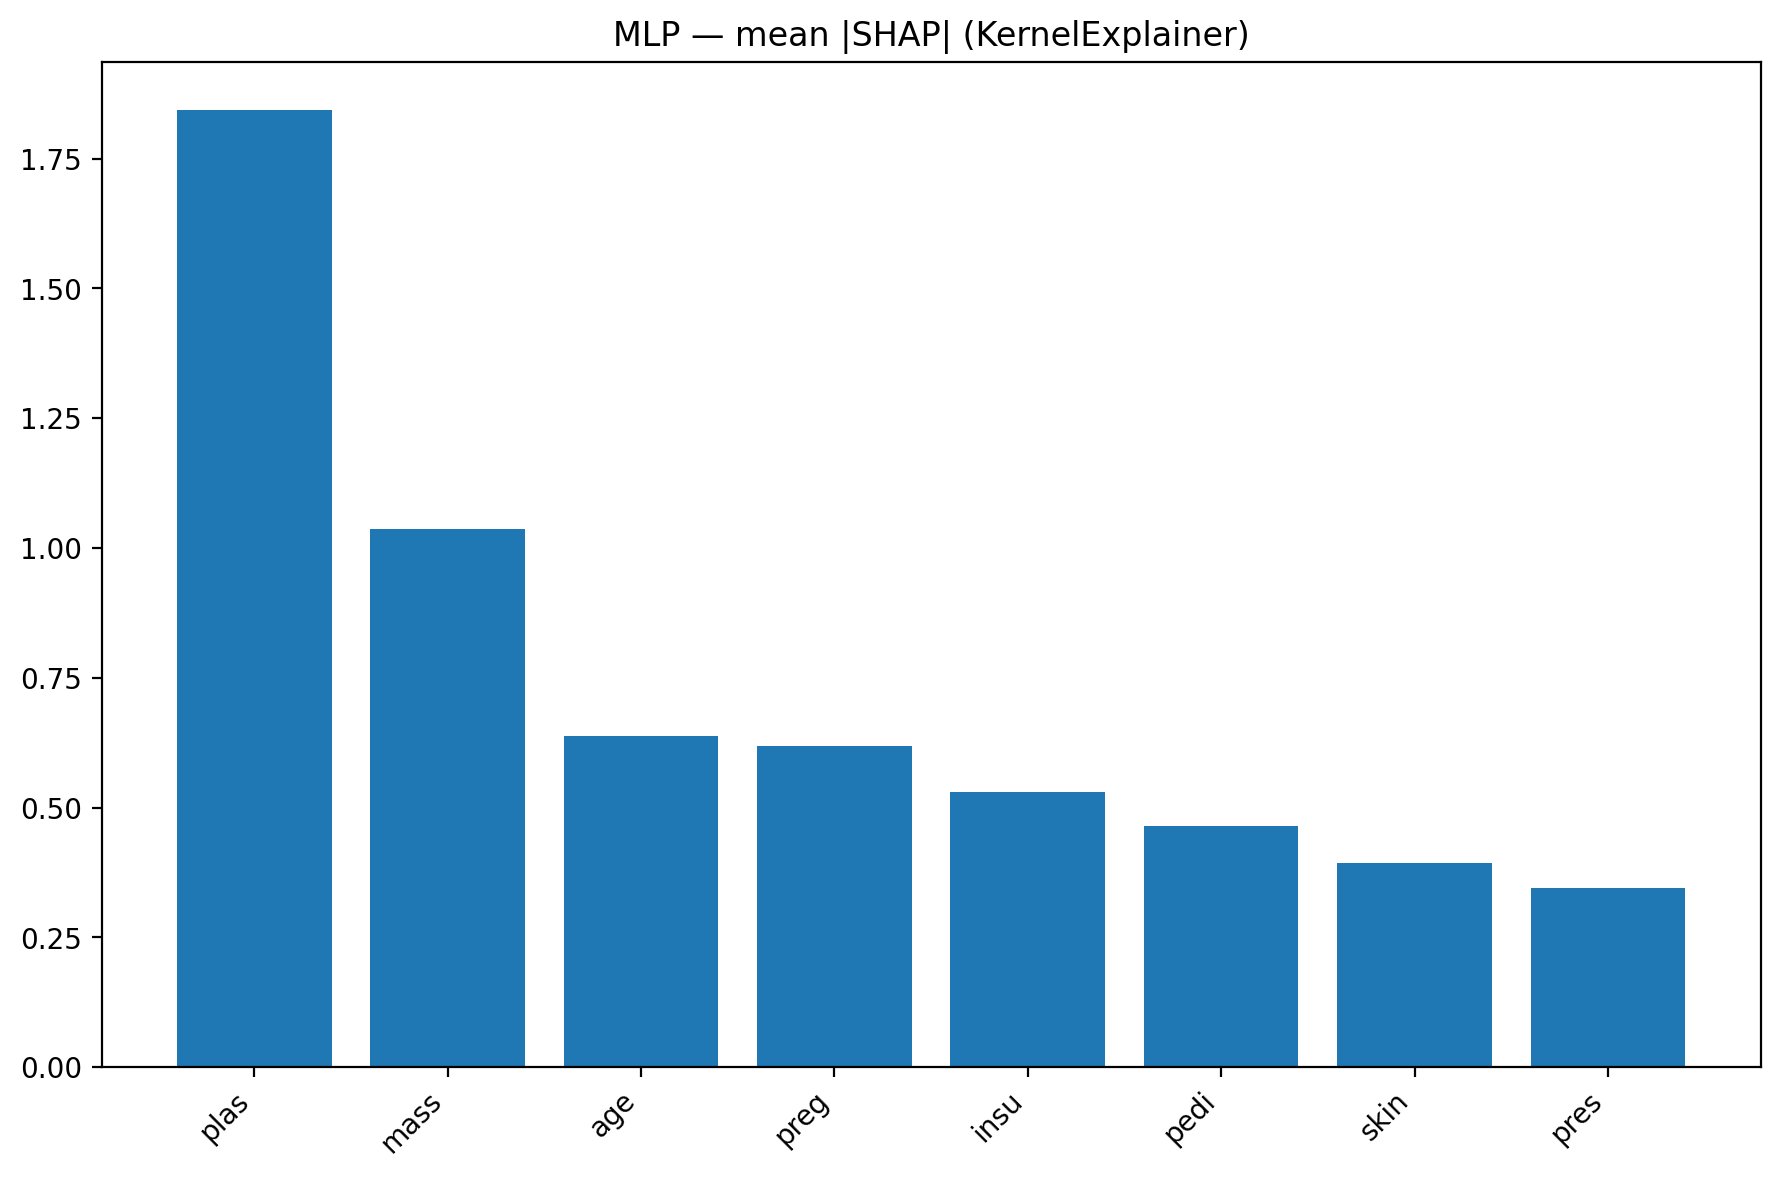 MLP — mean |SHAP| (KernelExplainer)
1.75
1.50
1.25
1.00
0.75
0.50
0.25
0.00
plas
mass
age
preg
insu
pedi
skin
pres